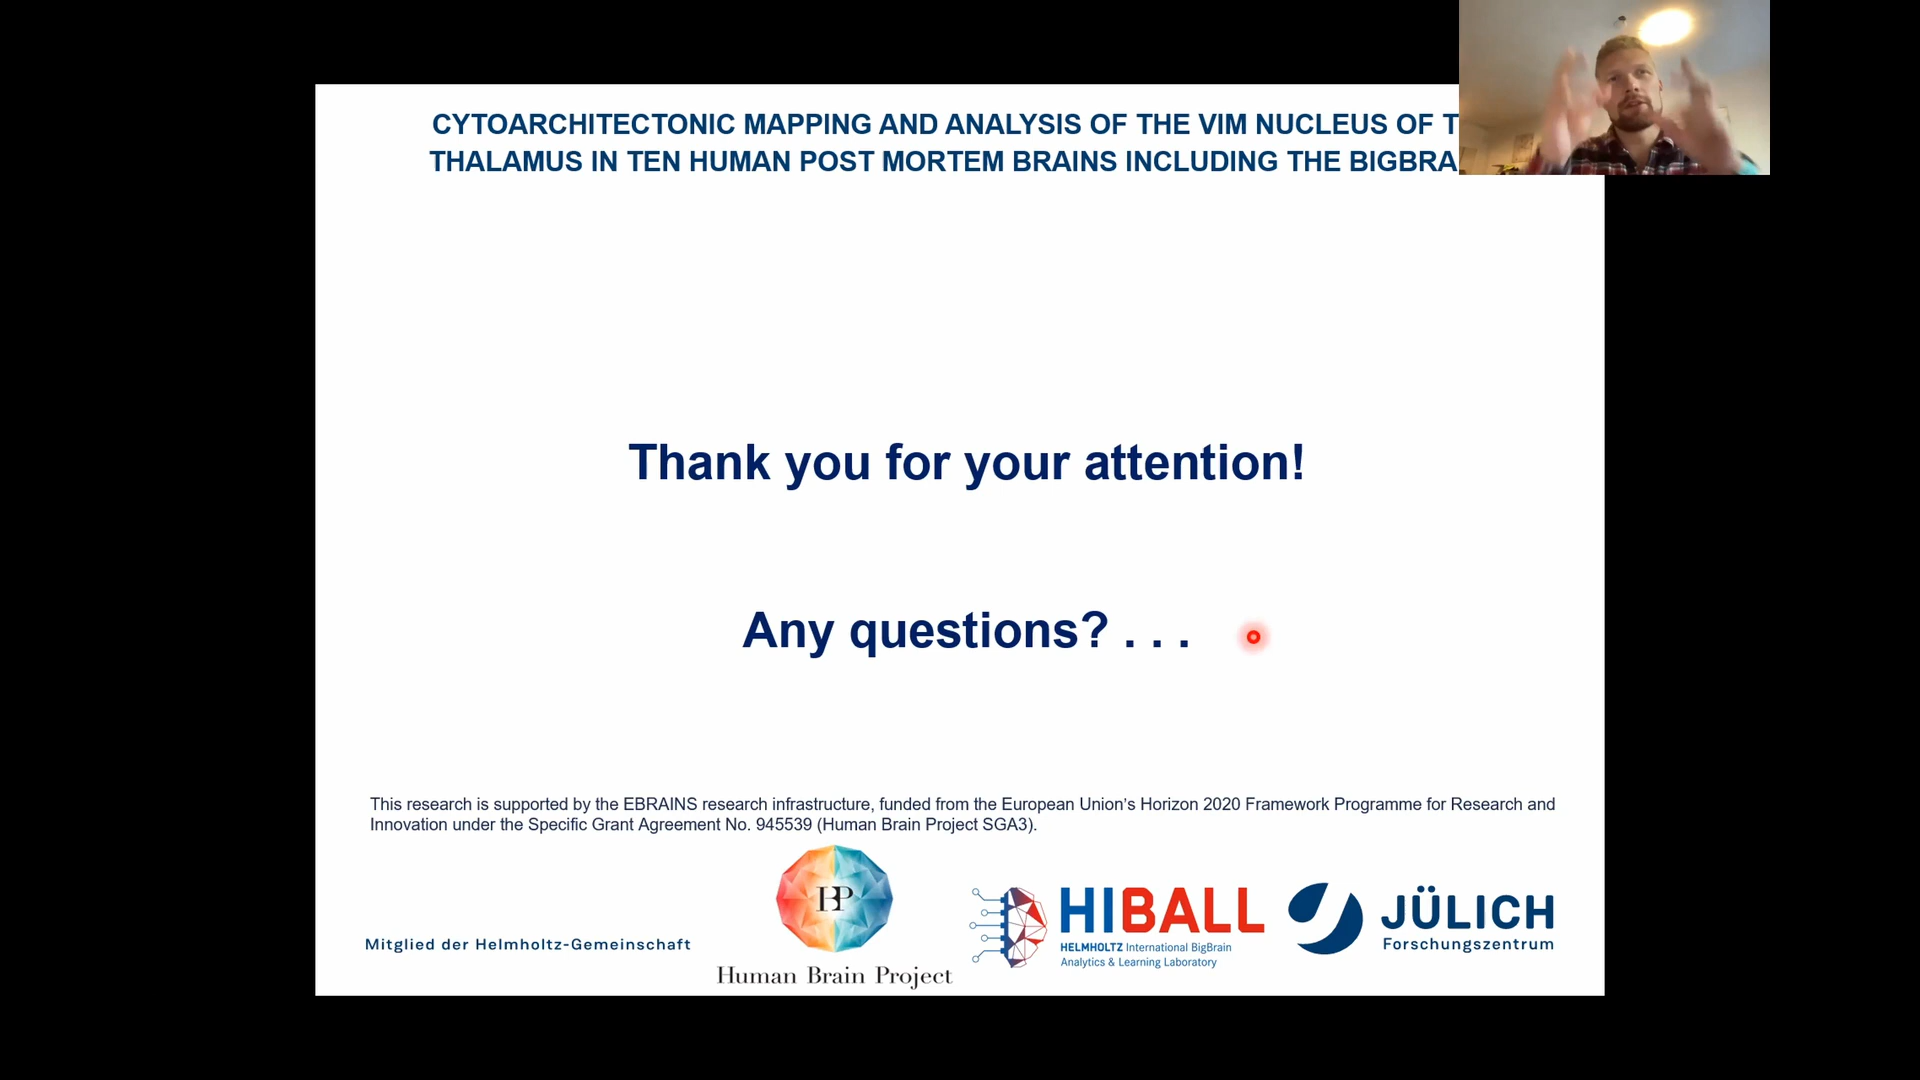 CYTOARCHITECTONIC MAPPING AND ANALYSIS OF THE VIM NUCLEUS OF T
THALAMUS IN TEN HUMAN POST MORTEM BRAINS INCLUDING THE BIGBRA
Thank you for your attention!
Any questions? . . .
This research is supported by the EBRAINS research infrastructure, funded from the European Union’s Horizon 2020 Framework Programme for Research and
Innovation under the Specific Grant Agreement No. 945539 (Human Brain Project SGA3).
Mitglied der Helmholtz-Gemeinschaft
HBP
Human Brain Project
HIBALL
HELMHOLTZ International BigBrain
Analytics & Learning Laboratory
JÜLICH
Forschungszentrum